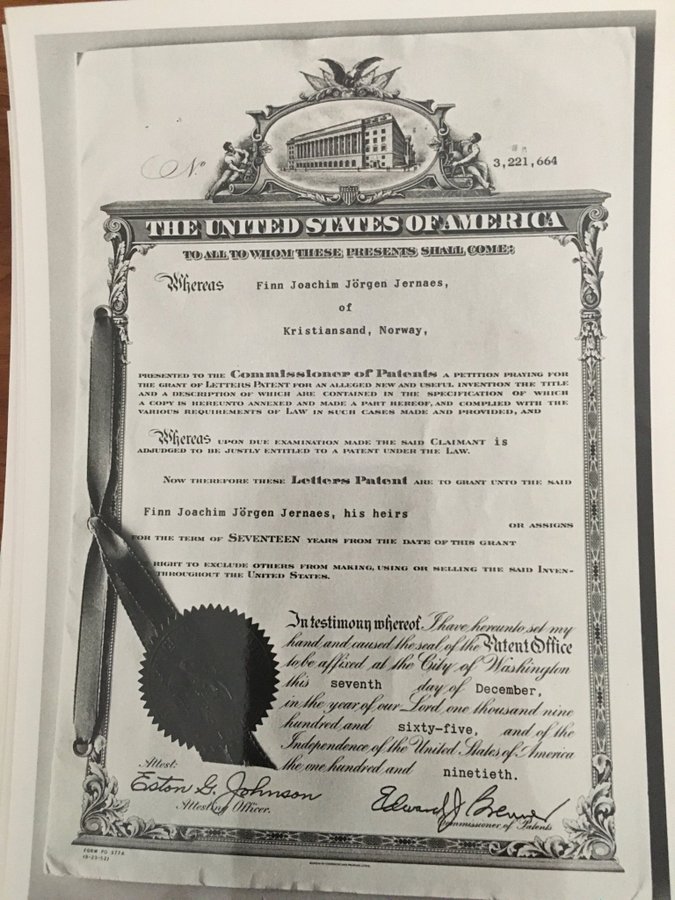 No
3,221,664
THE UNITED STATES OF AMERICA
TO ALL TO WHOM THESE PRESENTS SHALL COME:
Whereas Finn Joachim Jörgen Jernaes,
of
Kristiansand, Norway,
PRESENTED TO THE Commissioner of Patents A PETITION PRAYING FOR
THE GRANT OF LETTERS PATENT FOR AN ALLEGED NEW AND USEFUL INVENTION THE TITLE
AND A DESCRIPTION OF WHICH ARE CONTAINED IN THE SPECIFICATION OF WHICH
A COPY IS HEREUNTO ANNEXED AND MADE A PART HEREOF, AND COMPLIED WITH THE
VARIOUS REQUIREMENTS OF LAW IN SUCH CASES MADE AND PROVIDED, AND
Whereas UPON DUE EXAMINATION MADE THE SAID CLAIMANT is
ADJUDGED TO BE JUSTLY ENTITLED TO A PATENT UNDER THE LAW.
NOW THEREFORE THESE Letters Patent ARE TO GRANT UNTO THE SAID
Finn Joachim Jörgen Jernaes, his heirs
OR ASSIGNS
FOR THE TERM OF SEVENTEEN YEARS FROM THE DATE OF THIS GRANT
RIGHT TO EXCLUDE OTHERS FROM MAKING, USING OR SELLING THE SAID INVEN-
THROUGHOUT THE UNITED STATES.
In testimony whereof, I have hereunto set my
hand and caused the seal of the Patent Office
to be affixed at the City of Washington
this seventh day of December,
in the year of our Lord one thousand nine
hundred and sixty-five, and of the
Independence of the United States of America
the one hundred and ninetieth.
Attest:
Eston G. Johnson
Attesting Officer.
Edward J. Brenner
Commissioner of Patents
FORM PO 377A
(6-23-52)